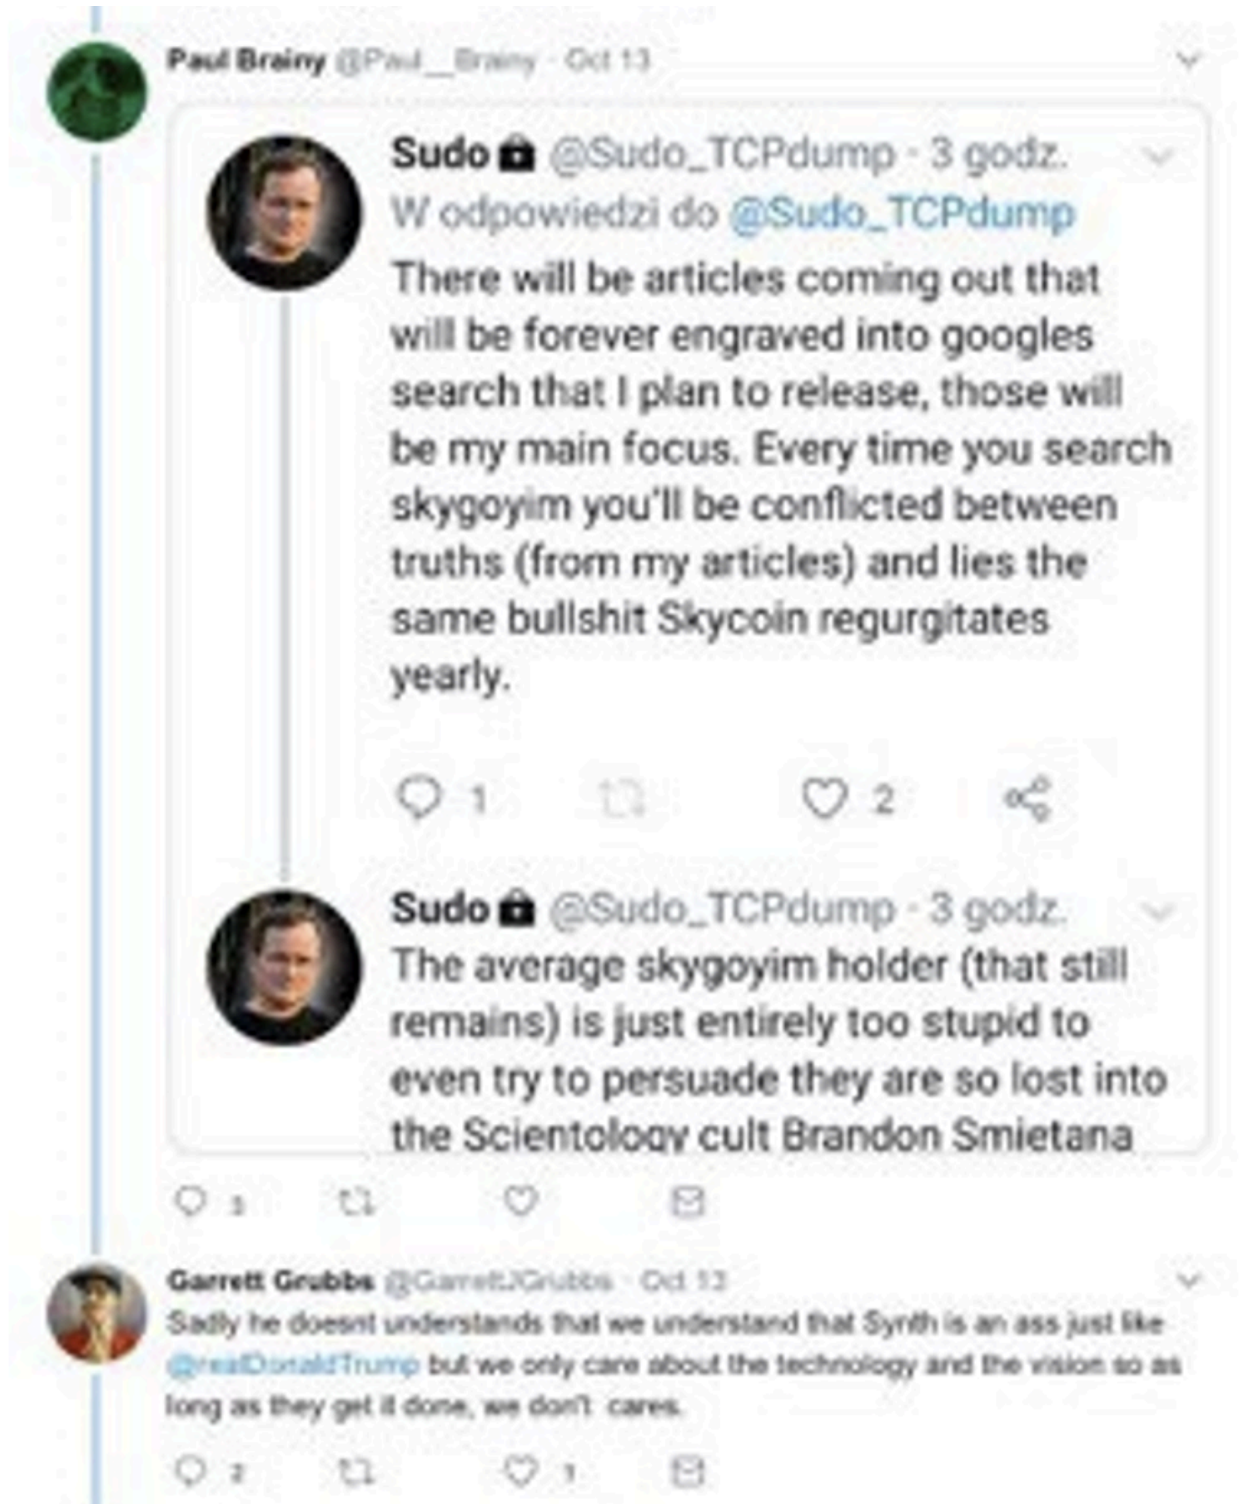 Paul Brainy @Paul__Brainy · Oct 13
Sudo @Sudo_TCPdump · 3 godz.
W odpowiedzi do @Sudo_TCPdump
There will be articles coming out that
will be forever engraved into googles
search that I plan to release, those will
be my main focus. Every time you search
skygoyim you'll be conflicted between
truths (from my articles) and lies the
same bullshit Skycoin regurgitates
yearly.
1 2
Sudo @Sudo_TCPdump · 3 godz.
The average skygoyim holder (that still
remains) is just entirely too stupid to
even try to persuade they are so lost into
the Scientology cult Brandon Smietana
3
Garrett Grubbs @GarrettJGrubbs · Oct 13
Sadly he doesnt understands that we understand that Synth is an ass just like
@realDonaldTrump but we only care about the technology and the vision so as
long as they get it done, we don't cares.
2 1